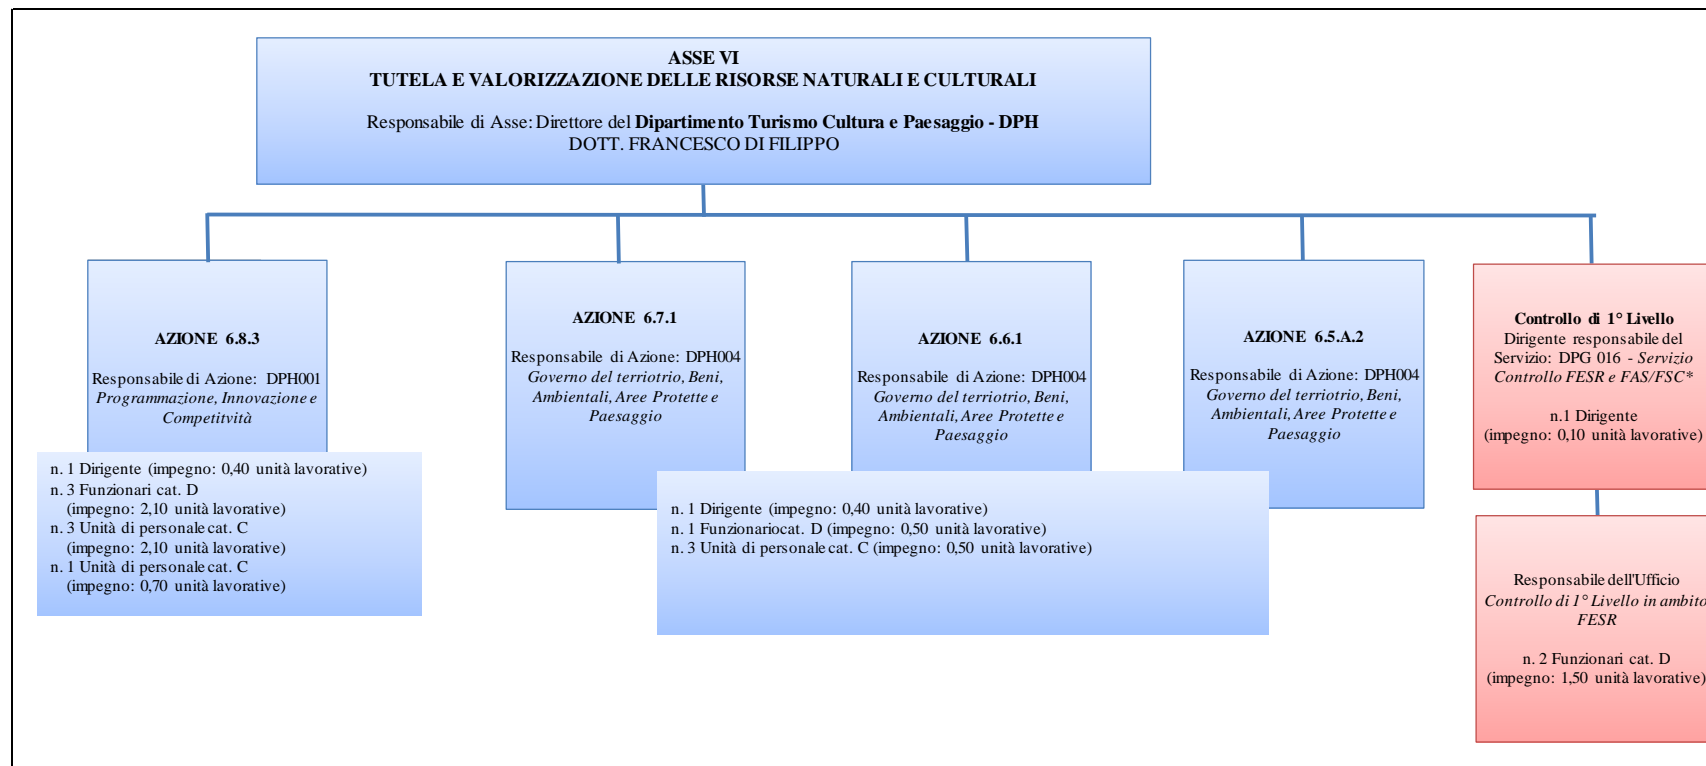 ASSE VI
TUTELA E VALORIZZAZIONE DELLE RISORSE NATURALI E CULTURALI
Responsabile di Asse: Direttore del Dipartimento Turismo Cultura e Paesaggio - DPH
DOTT. FRANCESCO DI FILIPPO
AZIONE 6.8.3
Responsabile di Azione: DPH001
Programmazione, Innovazione e
Competitività
n. 1 Dirigente (impegno: 0,40 unità lavorative)
n. 3 Funzionari cat. D
(impegno: 2,10 unità lavorative)
n. 3 Unità di personale cat. C
(impegno: 2,10 unità lavorative)
n. 1 Unità di personale cat. C
(impegno: 0,70 unità lavorative)
AZIONE 6.7.1
Responsabile di Azione: DPH004
Governo del terriotrio, Beni,
Ambientali, Aree Protette e
Paesaggio
AZIONE 6.6.1
Responsabile di Azione: DPH004
Governo del terriotrio, Beni,
Ambientali, Aree Protette e
Paesaggio
AZIONE 6.5.A.2
Responsabile di Azione: DPH004
Governo del terriotrio, Beni,
Ambientali, Aree Protette e
Paesaggio
n. 1 Dirigente (impegno: 0,40 unità lavorative)
n. 1 Funzionario cat. D (impegno: 0,50 unità lavorative)
n. 3 Unità di personale cat. C (impegno: 0,50 unità lavorative)
Controllo di 1° Livello
Dirigente responsabile del
Servizio: DPG 016 - Servizio
Controllo FESR e FAS/FSC*
n.1 Dirigente
(impegno: 0,10 unità lavorative)
Responsabile dell'Ufficio
Controllo di 1° Livello in ambito
FESR
n. 2 Funzionari cat. D
(impegno: 1,50 unità lavorative)